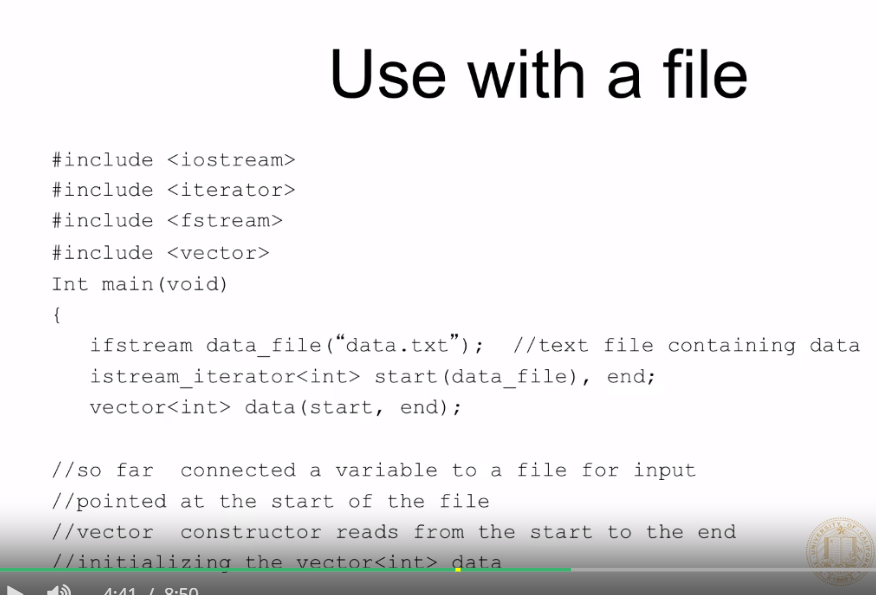 Use with a file
#include <iostream>
#include <iterator>
#include <fstream>
#include <vector>
Int main(void)
{
ifstream data_file(“data.txt”);  //text file containing data
istream_iterator<int> start(data_file), end;
vector<int> data(start, end);
//so far  connected a variable to a file for input
//pointed at the start of the file
//vector  constructor reads from the start to the end
//initializing the vector<int> data
4:41 / 8:50